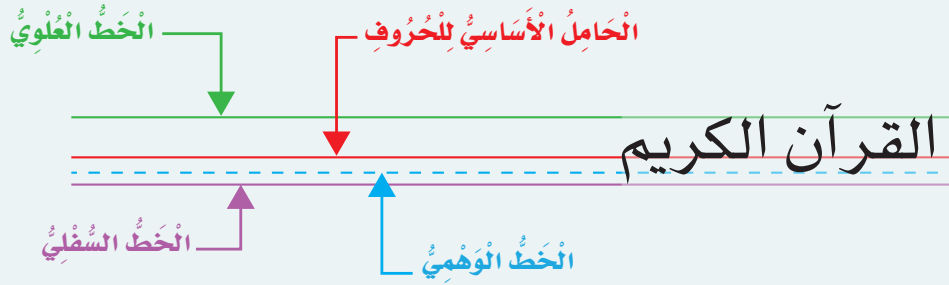 الْحَامِلُ الْأَسَاسِيُّ لِلْحُرُوفِ
الْخَطُّ الْعُلْوِيُّ
القرآن الكريم
الْخَطُّ السُّفْلِيُّ
الْخَطُّ الْوَهْمِيُّ